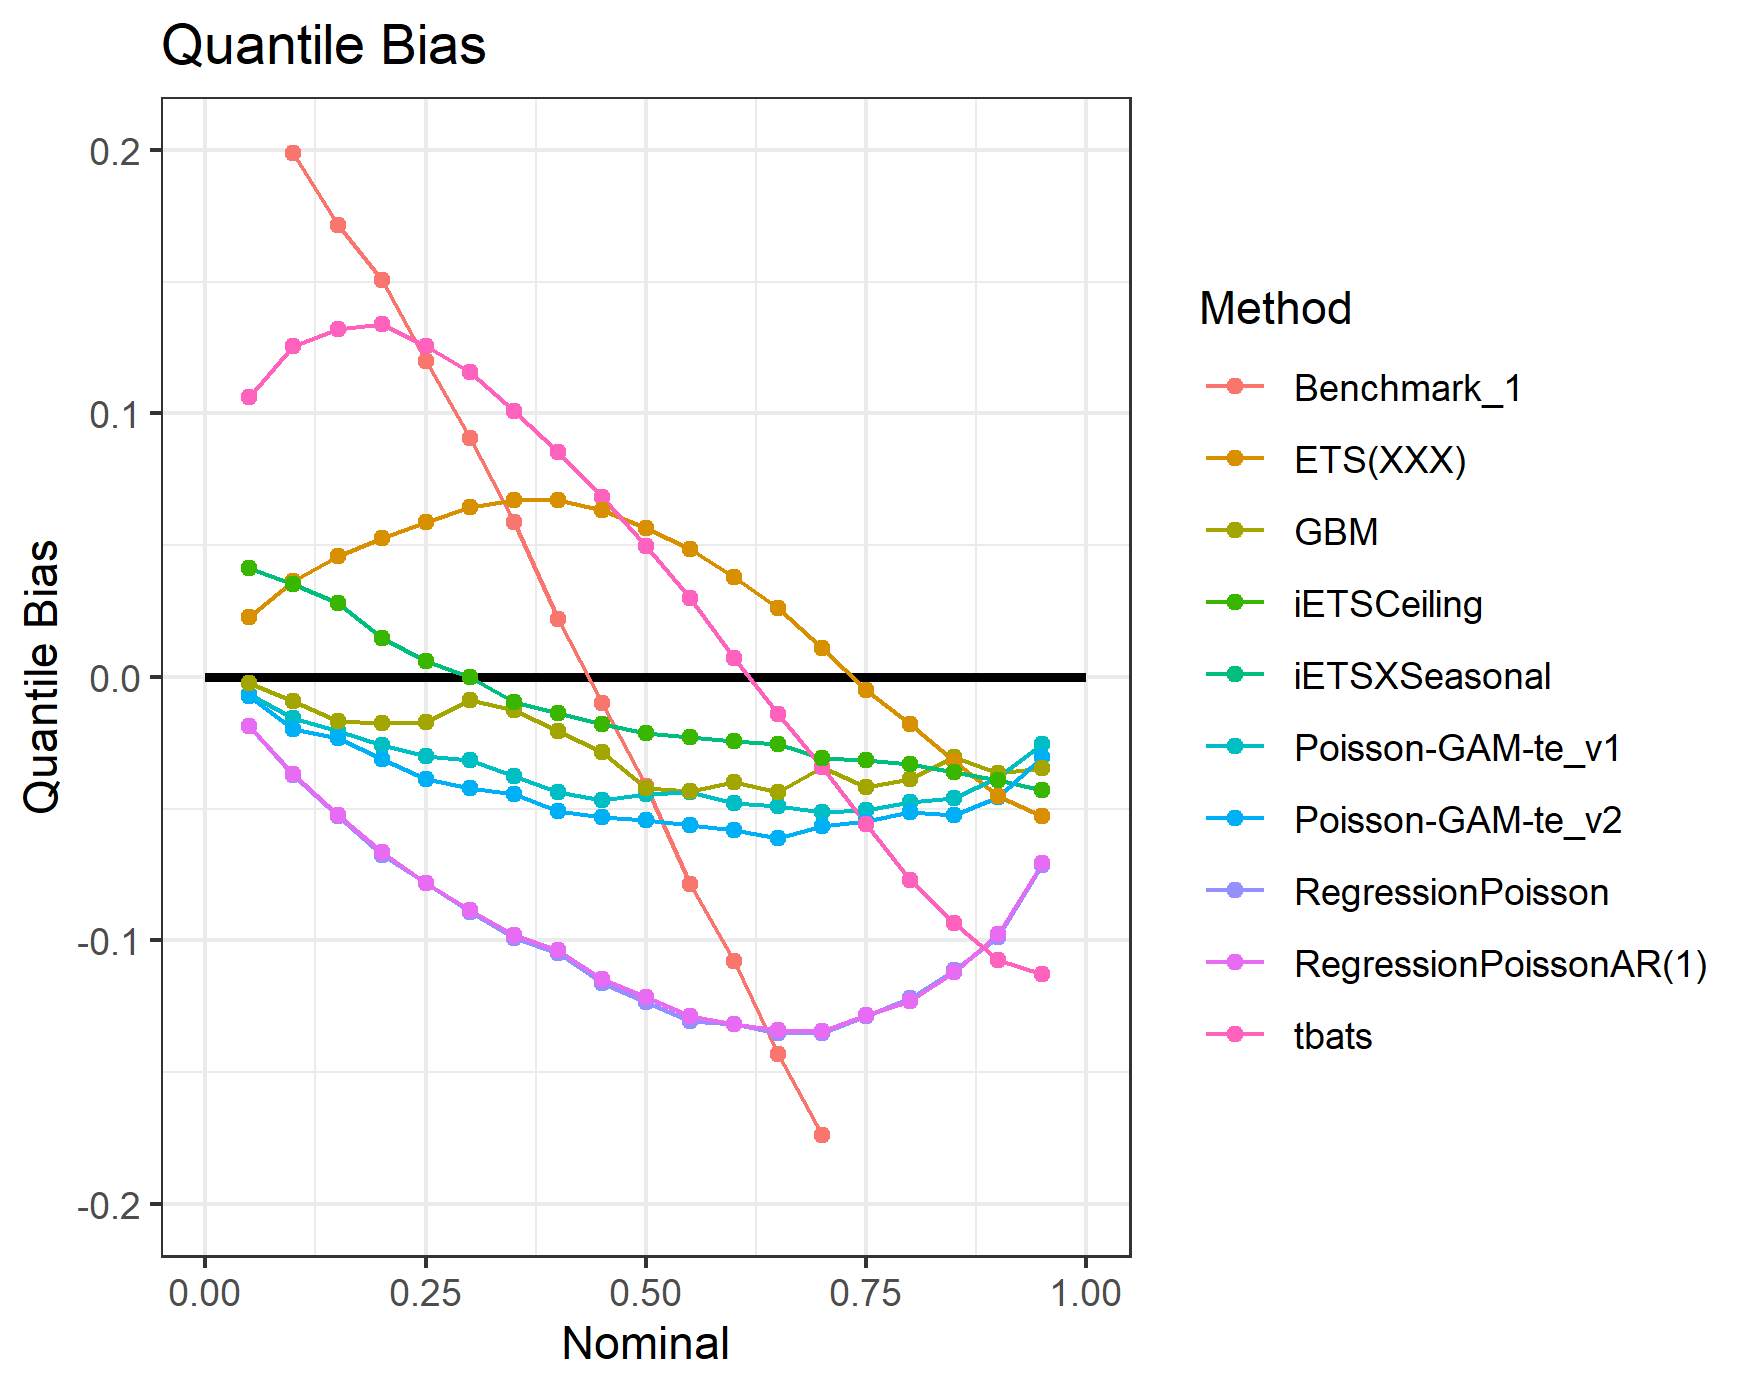 Quantile Bias
Quantile Bias
0.2
0.1
0.0
-0.1
-0.2
0.00
0.25
0.50
0.75
1.00
Nominal
Method
Benchmark_1
ETS(XXX)
GBM
iETSCeiling
iETSXSeasonal
Poisson-GAM-te_v1
Poisson-GAM-te_v2
RegressionPoisson
RegressionPoissonAR(1)
tbats